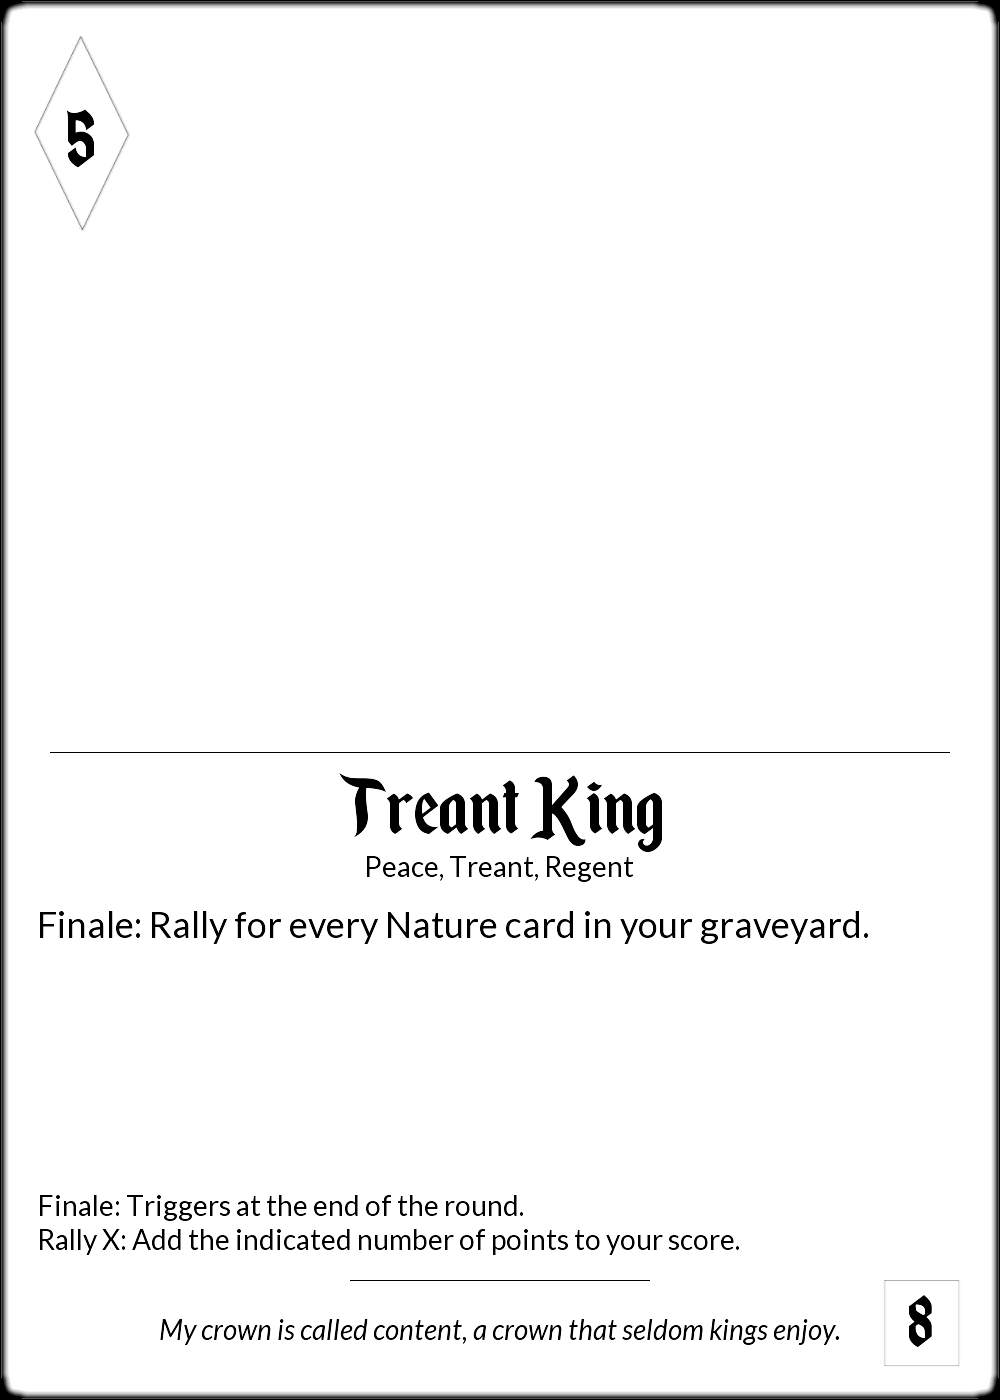 5
Treant King
Peace, Treant, Regent
Finale: Rally for every Nature card in your graveyard.
Finale: Triggers at the end of the round.
Rally X: Add the indicated number of points to your score.
My crown is called content, a crown that seldom kings enjoy.
8